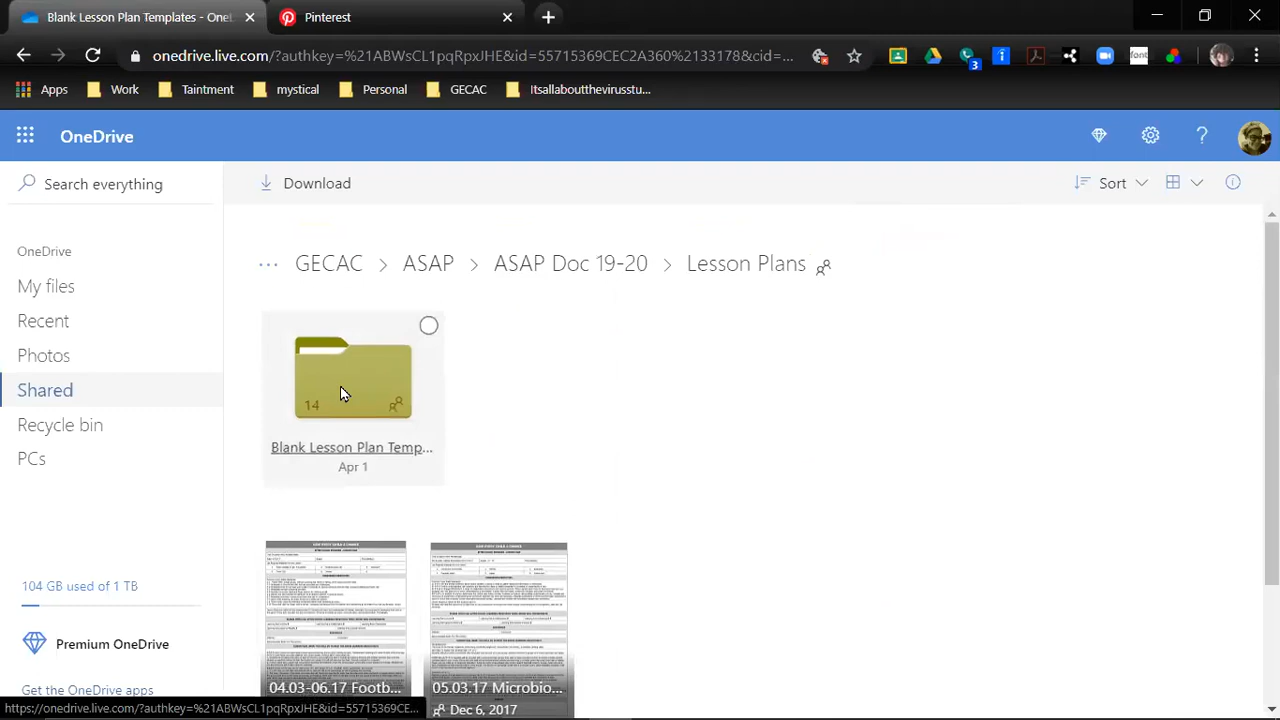 Blank Lesson Plan Templates - Onet
Pinterest
onedrive.live.com/?authkey=%21ABWsCL1pqRpxJHE&id=55715369CEC2A360%2133178&cid=...
3
Apps
Work
Taintment
mystical
Personal
GECAC
Itsallaboutthevirusstu...
OneDrive
Search everything
Download
Sort
OneDrive
My files
Recent
Photos
Shared
Recycle bin
PCs
GECAC > ASAP > ASAP Doc 19-20 > Lesson Plans
14
Blank Lesson Plan Temp...
Apr 1
04.03-06.17 Footb...
05.03.17 Microbio...
Dec 6, 2017
.04 GB used of 1 TB
Premium OneDrive
Get the OneDrive apps
https://onedrive.live.com/?authkey=%21ABWsCL1pqRpxJHE&id=55715369CE...